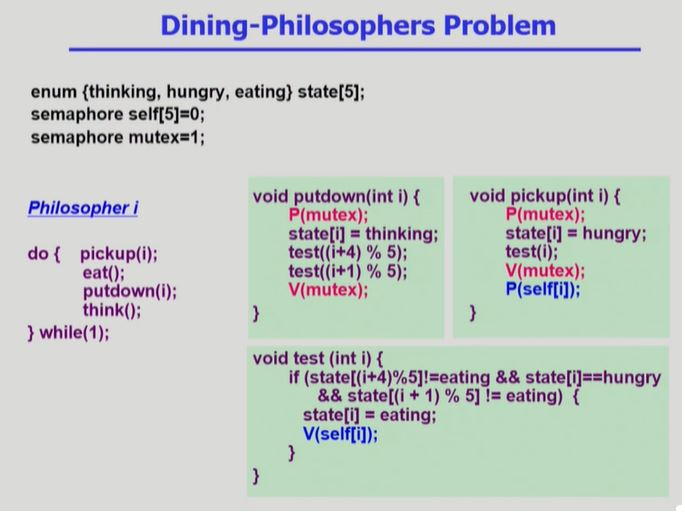 Dining-Philosophers Problem
enum {thinking, hungry, eating} state[5];
semaphore self[5]=0;
semaphore mutex=1;
Philosopher i
do {   pickup(i);
eat();
putdown(i);
think();
} while(1);
void putdown(int i) {
P(mutex);
state[i] = thinking;
test((i+4) % 5);
test((i+1) % 5);
V(mutex);
}
void pickup(int i) {
P(mutex);
state[i] = hungry;
test(i);
V(mutex);
P(self[i]);
}
void test (int i) {
if (state[(i+4)%5]!=eating && state[i]==hungry
&& state[(i + 1) % 5] != eating)  {
state[i] = eating;
V(self[i]);
}
}